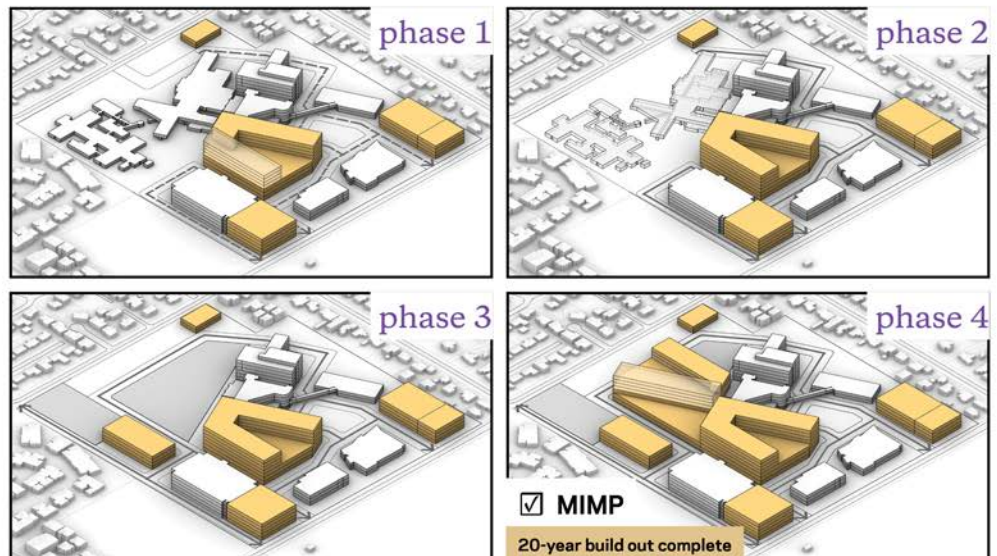 phase 1
phase 2
phase 3
phase 4
☑ MIMP
20-year build out complete